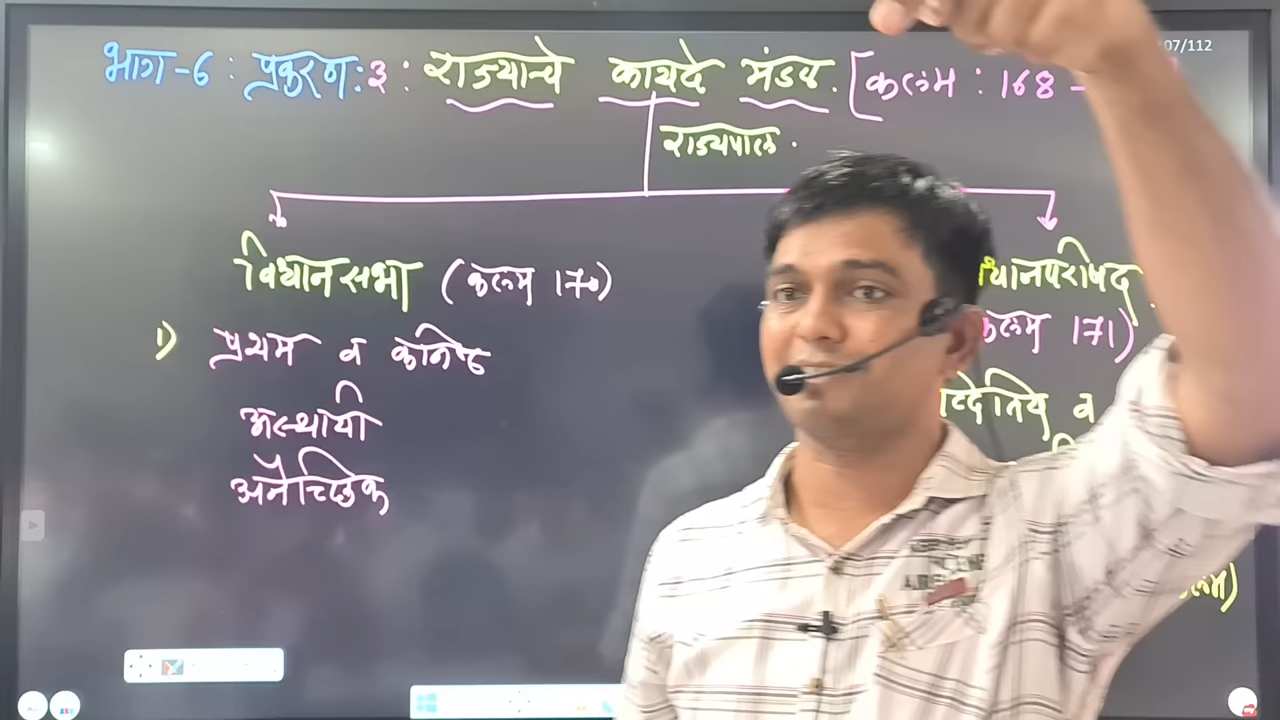 107/112
भाग-6 : प्रकरण:3 : राज्याचे कायदे मंडळ. [कलम : 168 -
राज्यपाल.
विधानसभा (कलम 170)
धानपरिषद
कलम 171)
1) प्रथम व कनिष्ठ
व
अस्थायी
अनैच्छिक